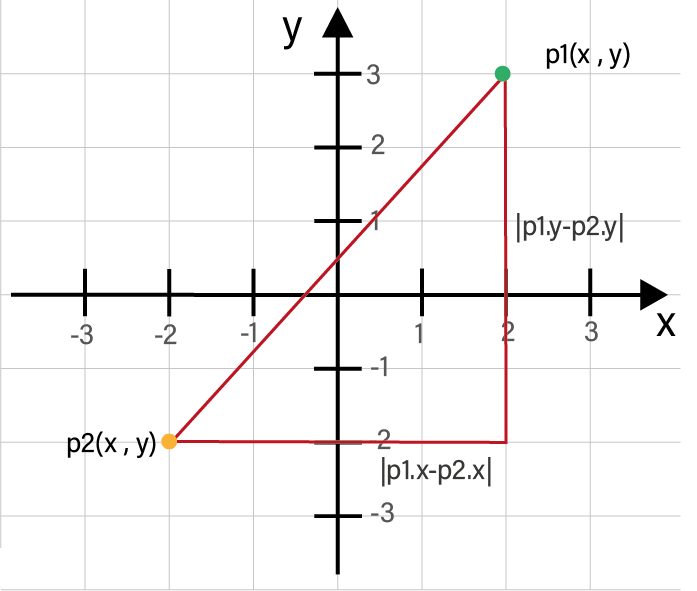 y
p1(x , y)
3
2
1
|p1.y-p2.y|
x
-3
-2
-1
1
2
3
-1
p2(x , y)
2
|p1.x-p2.x|
-3